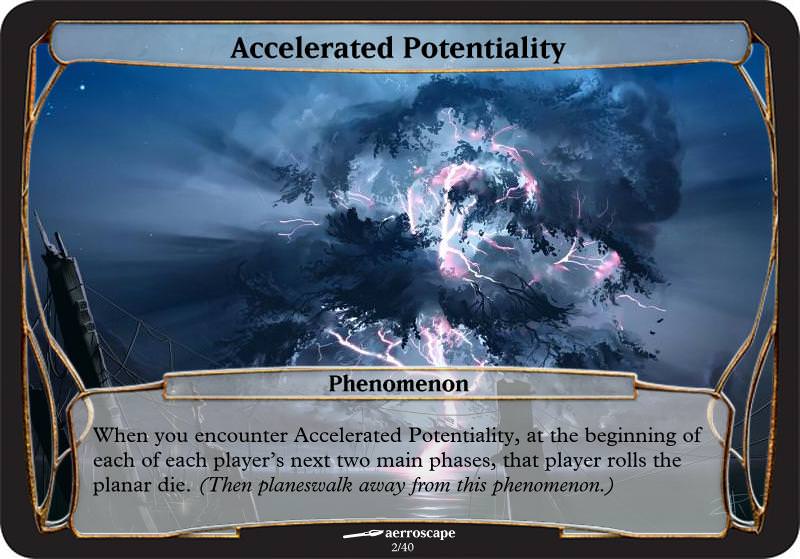 Accelerated Potentiality
Phenomenon
When you encounter Accelerated Potentiality, at the beginning of
each of each player's next two main phases, that player rolls the
planar die. (Then planeswalk away from this phenomenon.)
aerroscape
2/40